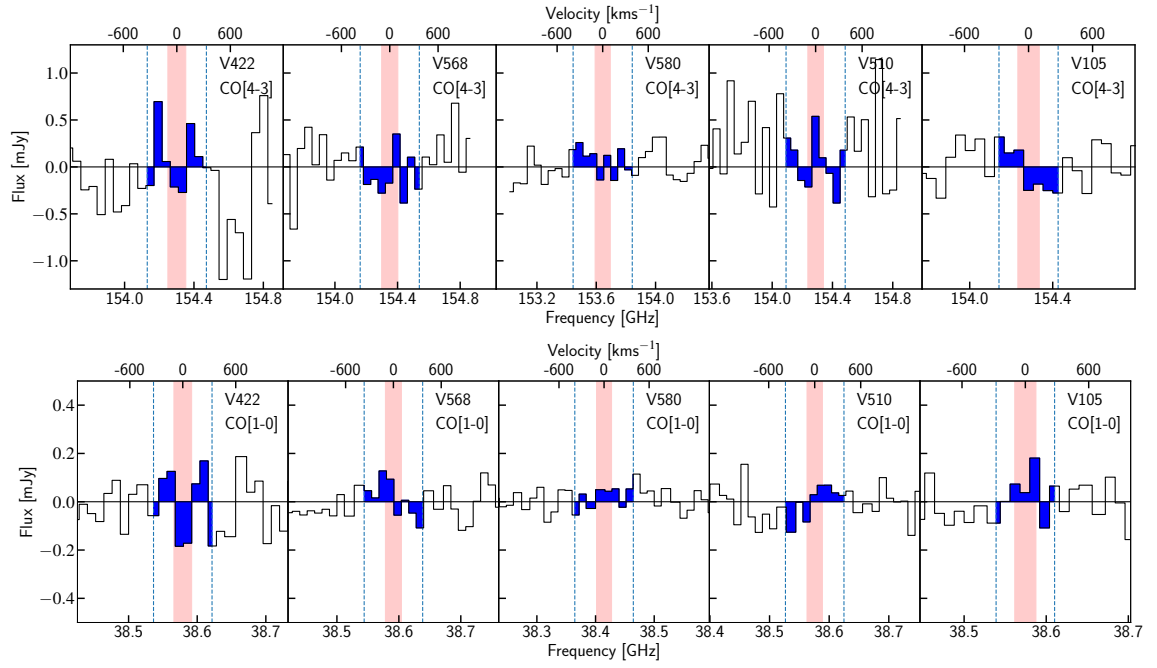 Velocity [kms⁻¹]
-600 0 600 -600 0 600 -600 0 600 -600 0 600 -600 0 600
V422 V568 V580 V510 V105
CO[4-3] CO[4-3] CO[4-3] CO[4-3] CO[4-3]
1.0
0.5
0.0
−0.5
−1.0
Flux [mJy]
154.0 154.4 154.8 154.0 154.4 154.8 153.2 153.6 154.0 153.6 154.0 154.4 154.8 154.0 154.4
Frequency [GHz]
Velocity [kms⁻¹]
-600 0 600 -600 0 600 -600 0 600 -600 0 600 -600 0 600
V422 V568 V580 V510 V105
CO[1-0] CO[1-0] CO[1-0] CO[1-0] CO[1-0]
0.4
0.2
0.0
−0.2
−0.4
Flux [mJy]
38.5 38.6 38.7 38.5 38.6 38.7 38.3 38.4 38.5 38.4 38.5 38.6 38.7 38.5 38.6 38.7
Frequency [GHz]